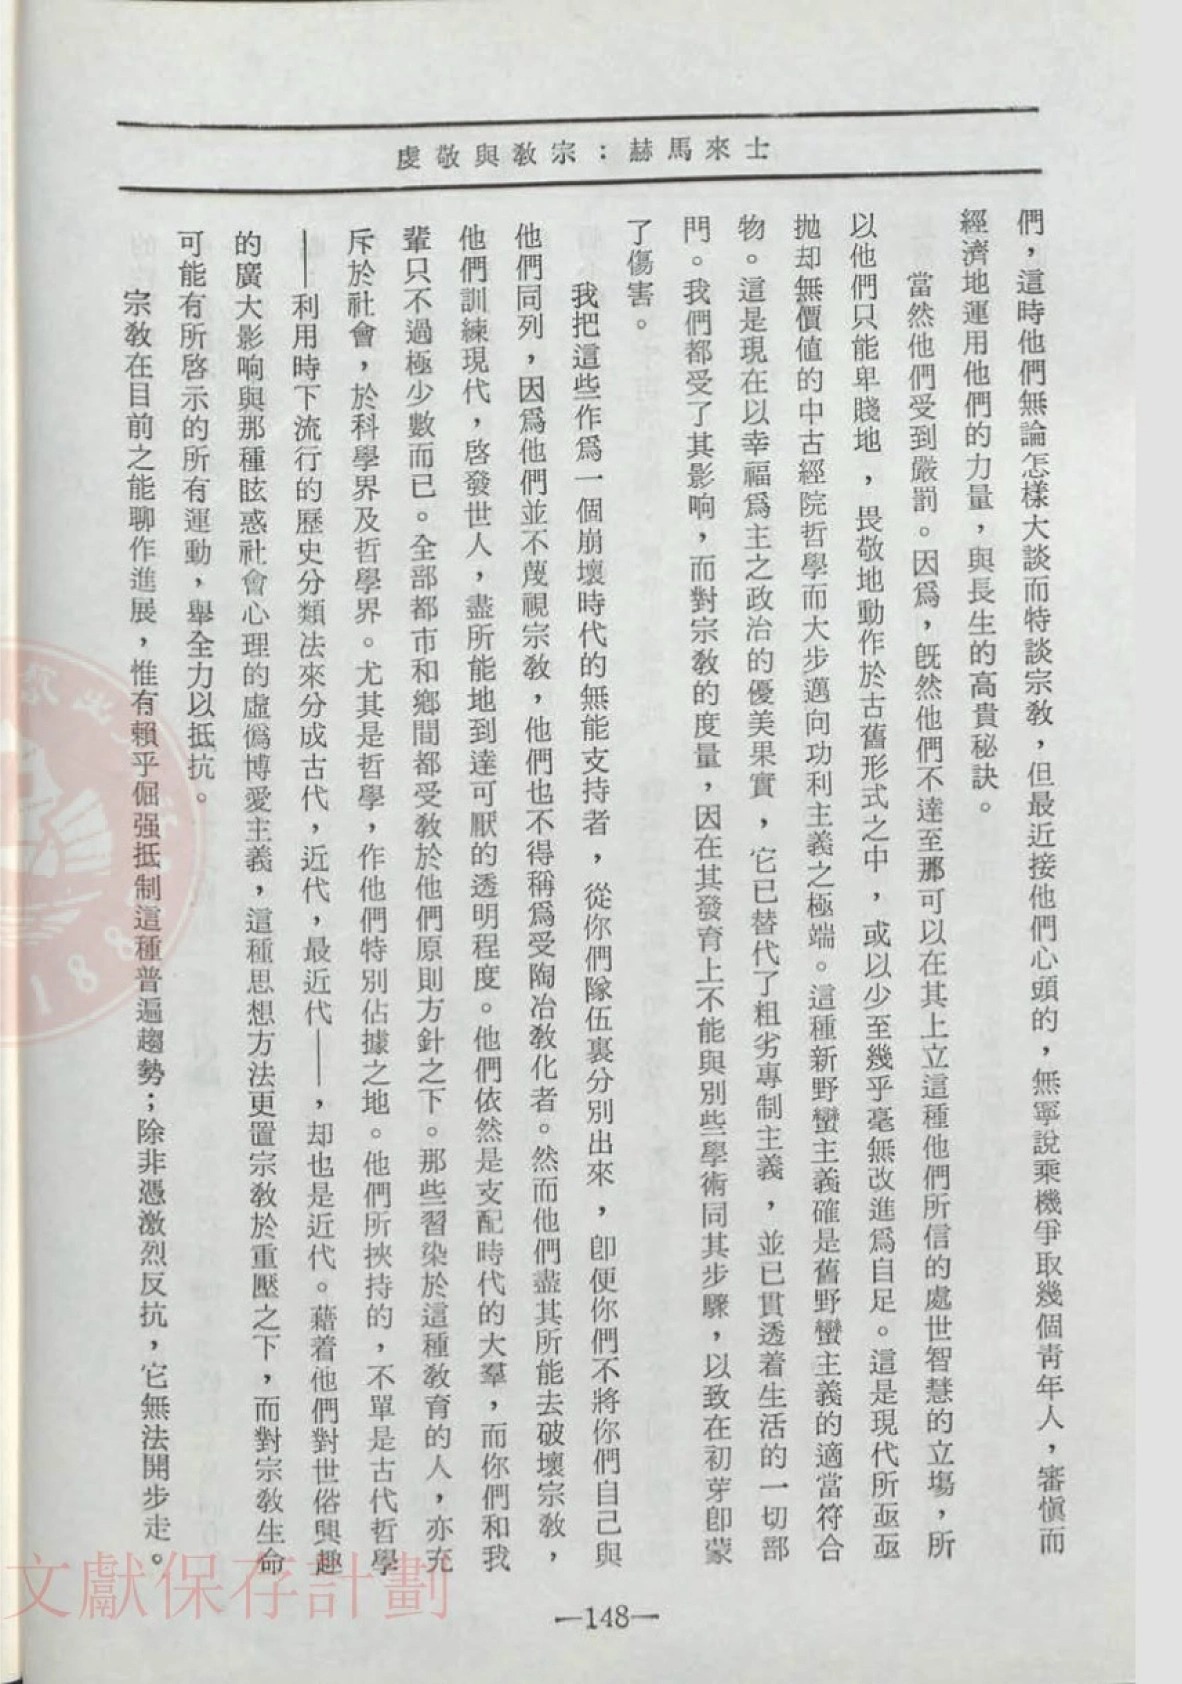 士來馬赫：宗教與敬虔
們，這時他們無論怎樣大談而特談宗教，但最近接他們心頭的，無寧說乘機爭取幾個青年人，審愼而
經濟地運用他們的力量，與長生的高貴秘訣。
當然他們受到嚴罰。因爲，既然他們不達至那可以在其上立這種他們所信的處世智慧的立塲，所
以他們只能卑賤地，畏敬地動作於古舊形式之中，或以少至幾乎毫無改進爲自足。這是現代所亟亟
拋却無價値的中古經院哲學而大步邁向功利主義之極端。這種新野蠻主義確是舊野蠻主義的適當符合
物。這是現在以幸福爲主之政治的優美果實，它已替代了粗劣專制主義，並已貫透着生活的一切部
門。我們都受了其影响，而對宗教的度量，因在其發育上不能與別些學術同其步驟，以致在初芽卽蒙
了傷害。
我把這些作爲一個崩壞時代的無能支持者，從你們隊伍裏分別出來，卽便你們不將你們自己與
他們同列，因爲他們並不蔑視宗教，他們也不得稱爲受陶冶教化者。然而他們盡其所能去破壞宗教，
他們訓練現代，啓發世人，盡所能地到達可厭的透明程度。他們依然是支配時代的大羣，而你們和我
輩只不過極少數而已。全部都市和鄉間都受教於他們原則方針之下。那些習染於這種教育的人，亦充
斥於社會，於科學界及哲學界。尤其是哲學，作他們特別佔據之地。他們所挾持的，不單是古代哲學
——利用時下流行的歷史分類法來分成古代，近代，最近代——，却也是近代。藉着他們對世俗興趣
的廣大影响與那種眩惑社會心理的虛僞博愛主義，這種思想方法更置宗教於重壓之下，而對宗教生命
可能有所啓示的所有運動，舉全力以抵抗。
宗教在目前之能聊作進展，惟有賴乎倔强抵制這種普遍趨勢；除非憑激烈反抗，它無法開步走。
—148—
文獻保存計劃